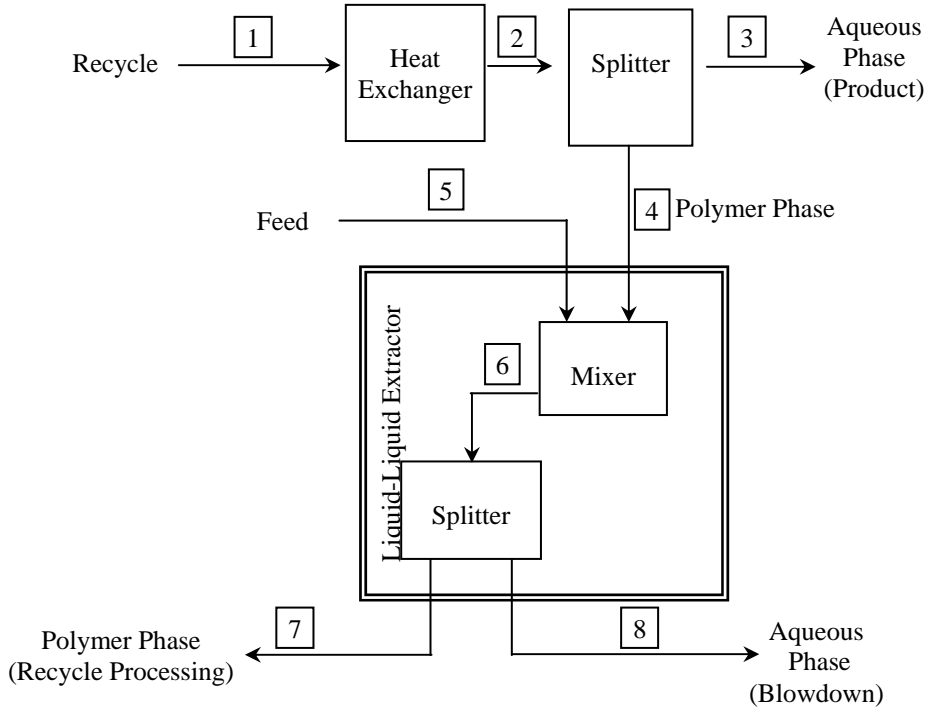 1
2
3
Recycle
Heat
Exchanger
Splitter
Aqueous
Phase
(Product)
5
4
Polymer Phase
Feed
Liquid-Liquid Extractor
Mixer
6
Splitter
7
8
Polymer Phase
(Recycle Processing)
Aqueous
Phase
(Blowdown)